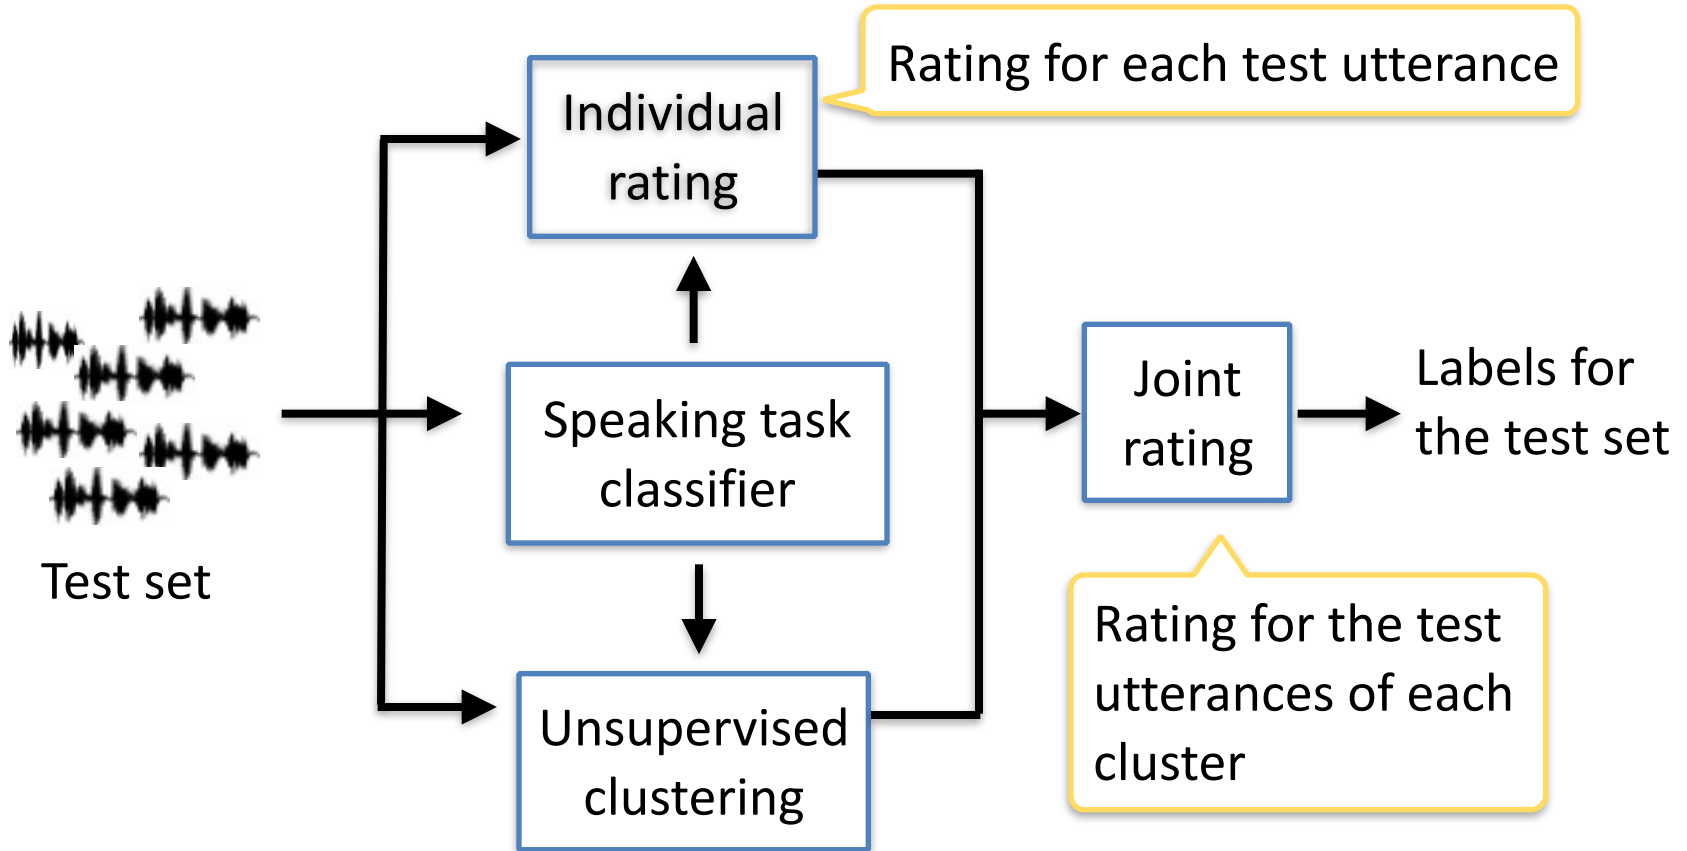 Rating for each test utterance
Individual
rating
Speaking task
classifier
Joint
rating
Labels for
the test set
Test set
Rating for the test
utterances of each
cluster
Unsupervised
clustering